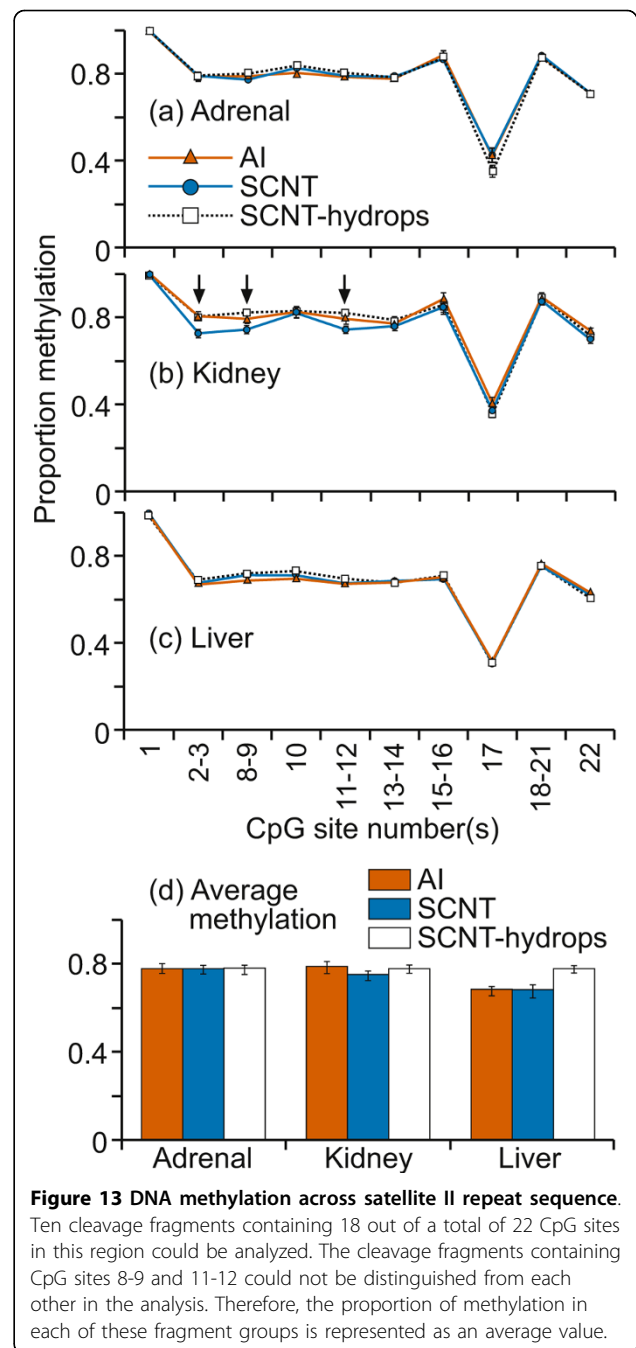 0.8
(a) Adrenal
AI
SCNT
SCNT-hydrops
0.4
0
Proportion methylation
0.8
(b) Kidney
0.4
0
0.8
(c) Liver
0.4
0
1
2-3
8-9
10
11-12
13-14
15-16
17
18-21
22
CpG site number(s)
(d) Average
methylation
AI
SCNT
SCNT-hydrops
0.8
0.4
0
Adrenal Kidney Liver
Figure 13 DNA methylation across satellite II repeat sequence.
Ten cleavage fragments containing 18 out of a total of 22 CpG sites
in this region could be analyzed. The cleavage fragments containing
CpG sites 8-9 and 11-12 could not be distinguished from each
other in the analysis. Therefore, the proportion of methylation in
each of these fragment groups is represented as an average value.